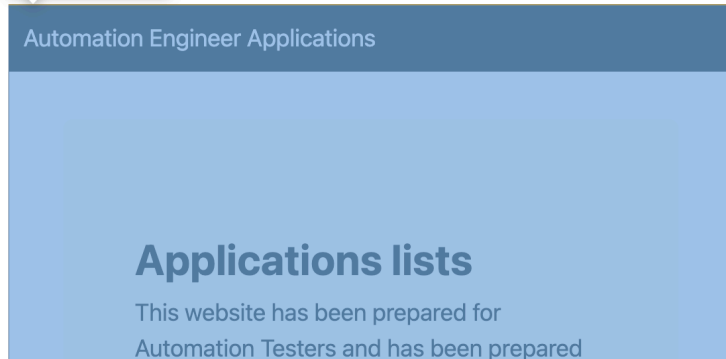 Automation Engineer Applications
Applications lists
This website has been prepared for
Automation Testers and has been prepared